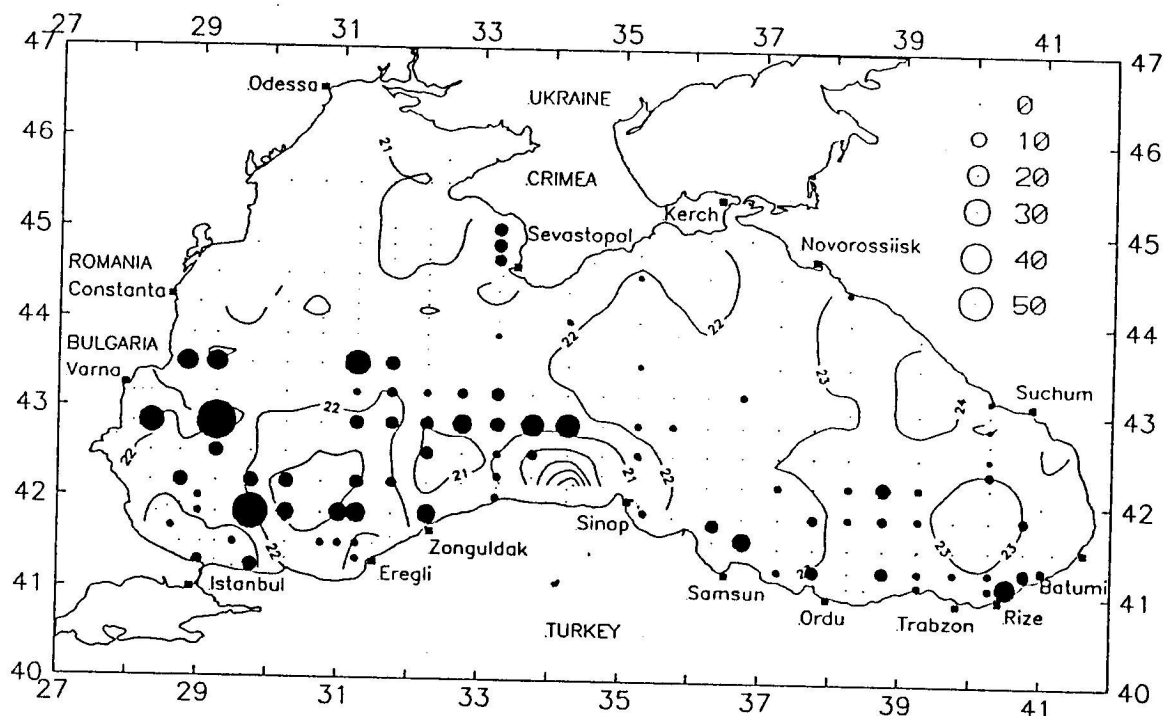 27 29 31 33 35 37 39 41
47 47
.Odessa
.UKRAINE
0
46 46
21
10
.CRIMEA
20
Kerch
30
45 45
Sevastopol
Novorossiisk
ROMANIA
40
Constanta
50
44 44
22
22
BULGARIA
Varna
23
24
Suchum
43 43
22
22
21
21
22
42 42
Sinop
23
23
Zonguldak
22
Istanbul
Eregli
Samsun
Batumi
41 41
.Ordu
Trabzon
Rize
.TURKEY
40 40
27 29 31 33 35 37 39 41